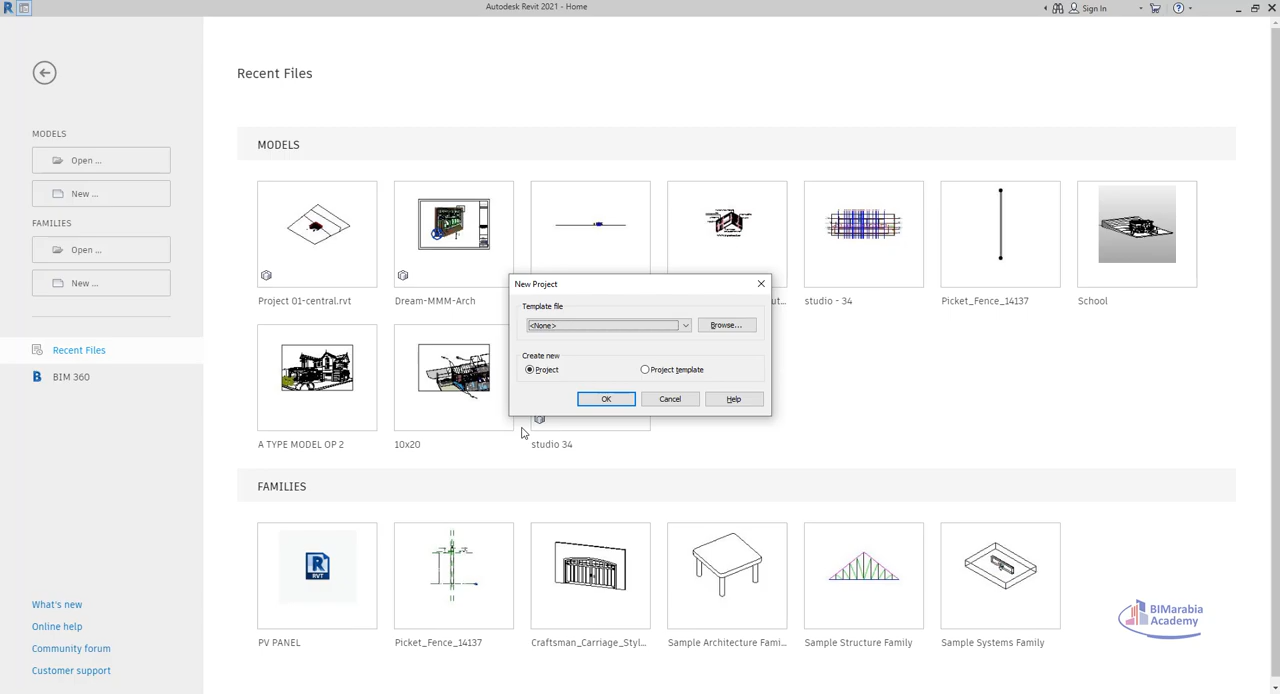 Autodesk Revit 2021 - Home
Sign In
Recent Files
MODELS
Open ...
New ...
FAMILIES
Open ...
New ...
Recent Files
BIM 360
What's new
Online help
Community forum
Customer support
MODELS
Project 01-central.rvt
Dream-MMM-Arch
studio - 34
Picket_Fence_14137
School
A TYPE MODEL OP 2
10x20
studio 34
New Project
Template file
<None>
Browse...
Create new
Project
Project template
OK
Cancel
Help
FAMILIES
RVT
PV PANEL
Picket_Fence_14137
Craftsman_Carriage_Styl...
Sample Architecture Fami...
Sample Structure Family
Sample Systems Family
BIMarabia
Academy